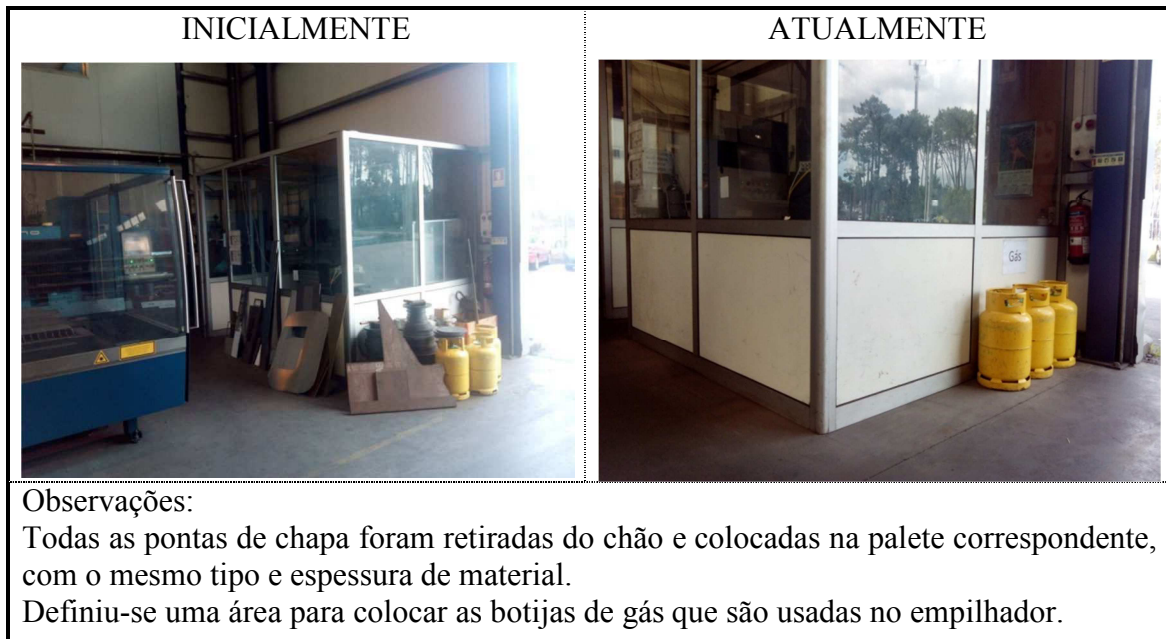 INICIALMENTE
ATUALMENTE
Gás
Observações:
Todas as pontas de chapa foram retiradas do chão e colocadas na palete correspondente,
com o mesmo tipo e espessura de material.
Definiu-se uma área para colocar as botijas de gás que são usadas no empilhador.